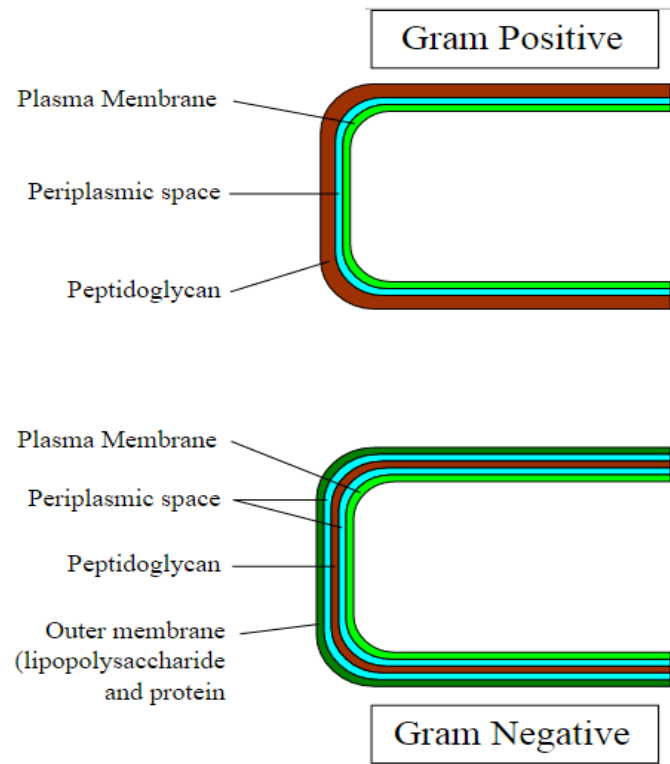 Gram Positive
Plasma Membrane
Periplasmic space
Peptidoglycan
Plasma Membrane
Periplasmic space
Peptidoglycan
Outer membrane
(lipopolysaccharide
and protein
Gram Negative